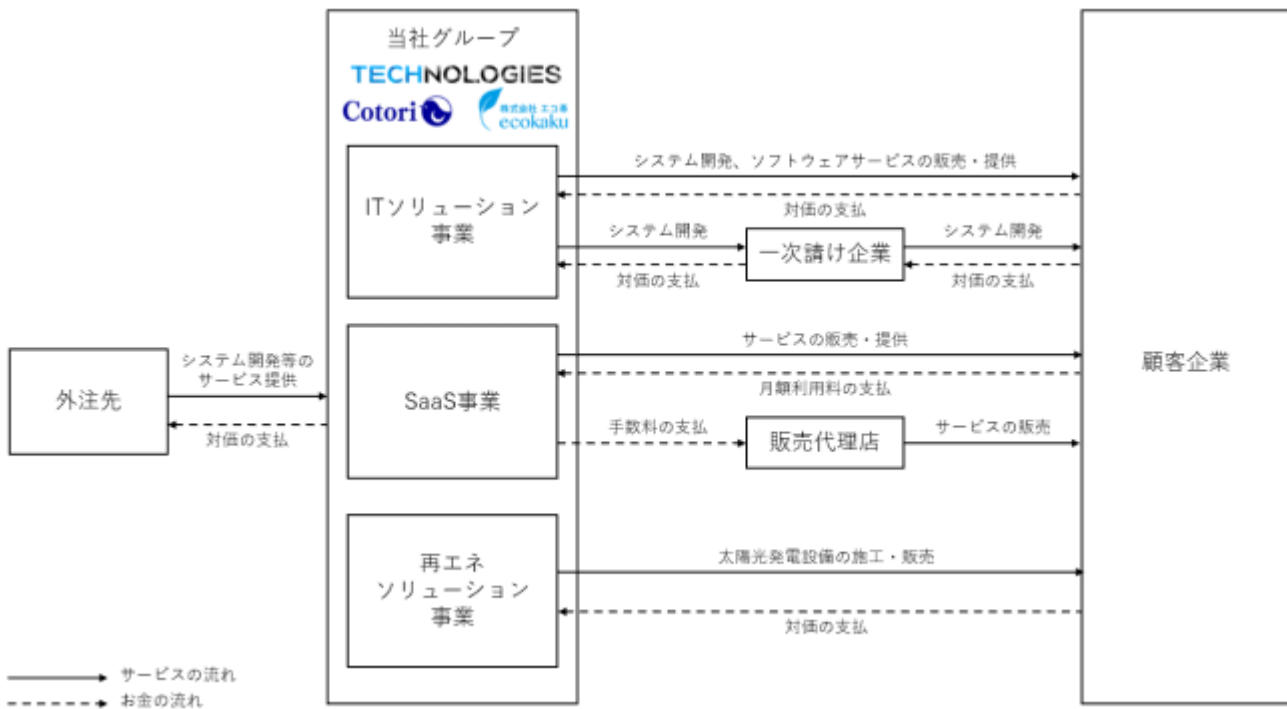 当社グループ
TECHNOLOGIES
Cotori
株式会社 エコ革
ecokaku
システム開発、ソフトウェアサービスの販売・提供
対価の支払
ITソリューション
事業
システム開発
一次請け企業
システム開発
対価の支払
対価の支払
サービスの販売・提供
月額利用料の支払
顧客企業
システム開発等の
サービス提供
外注先
対価の支払
SaaS事業
手数料の支払
販売代理店
サービスの販売
再エネ
ソリューション
事業
太陽光発電設備の施工・販売
対価の支払
サービスの流れ
お金の流れ